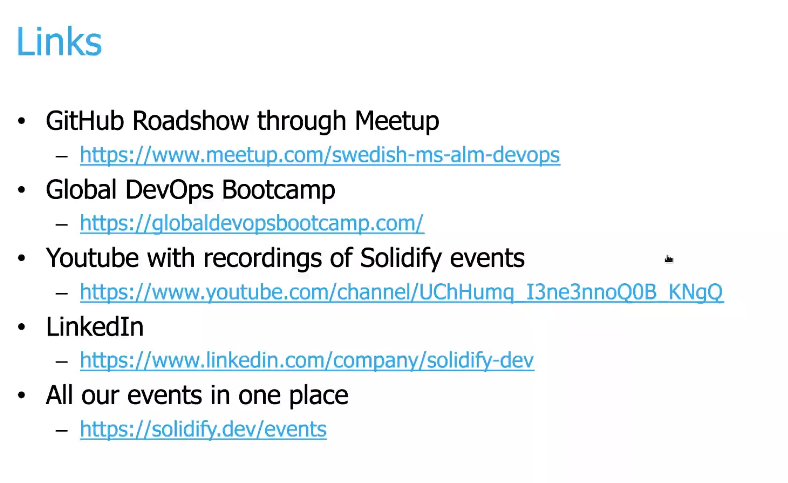 Links
• GitHub Roadshow through Meetup
– https://www.meetup.com/swedish-ms-alm-devops
• Global DevOps Bootcamp
– https://globaldevopsbootcamp.com/
• Youtube with recordings of Solidify events
– https://www.youtube.com/channel/UChHumq_I3ne3nnoQ0B_KNgQ
• LinkedIn
– https://www.linkedin.com/company/solidify-dev
• All our events in one place
– https://solidify.dev/events